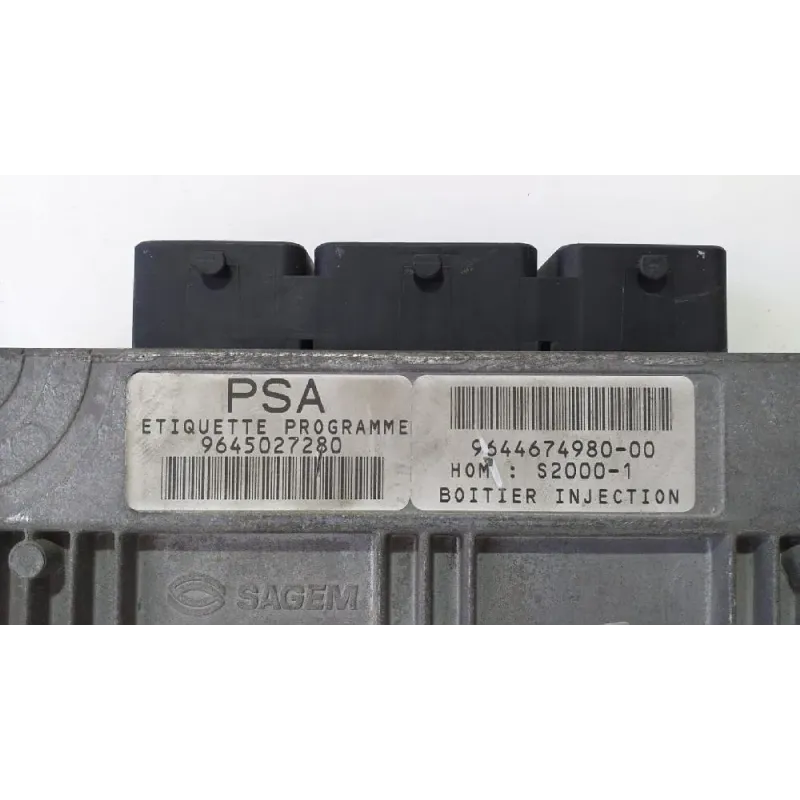 PSA
ETIQUETTE PROGRAMME
9645027280
9644674980-00
HOM : S2000-1
BOITIER INJECTION
SAGEM